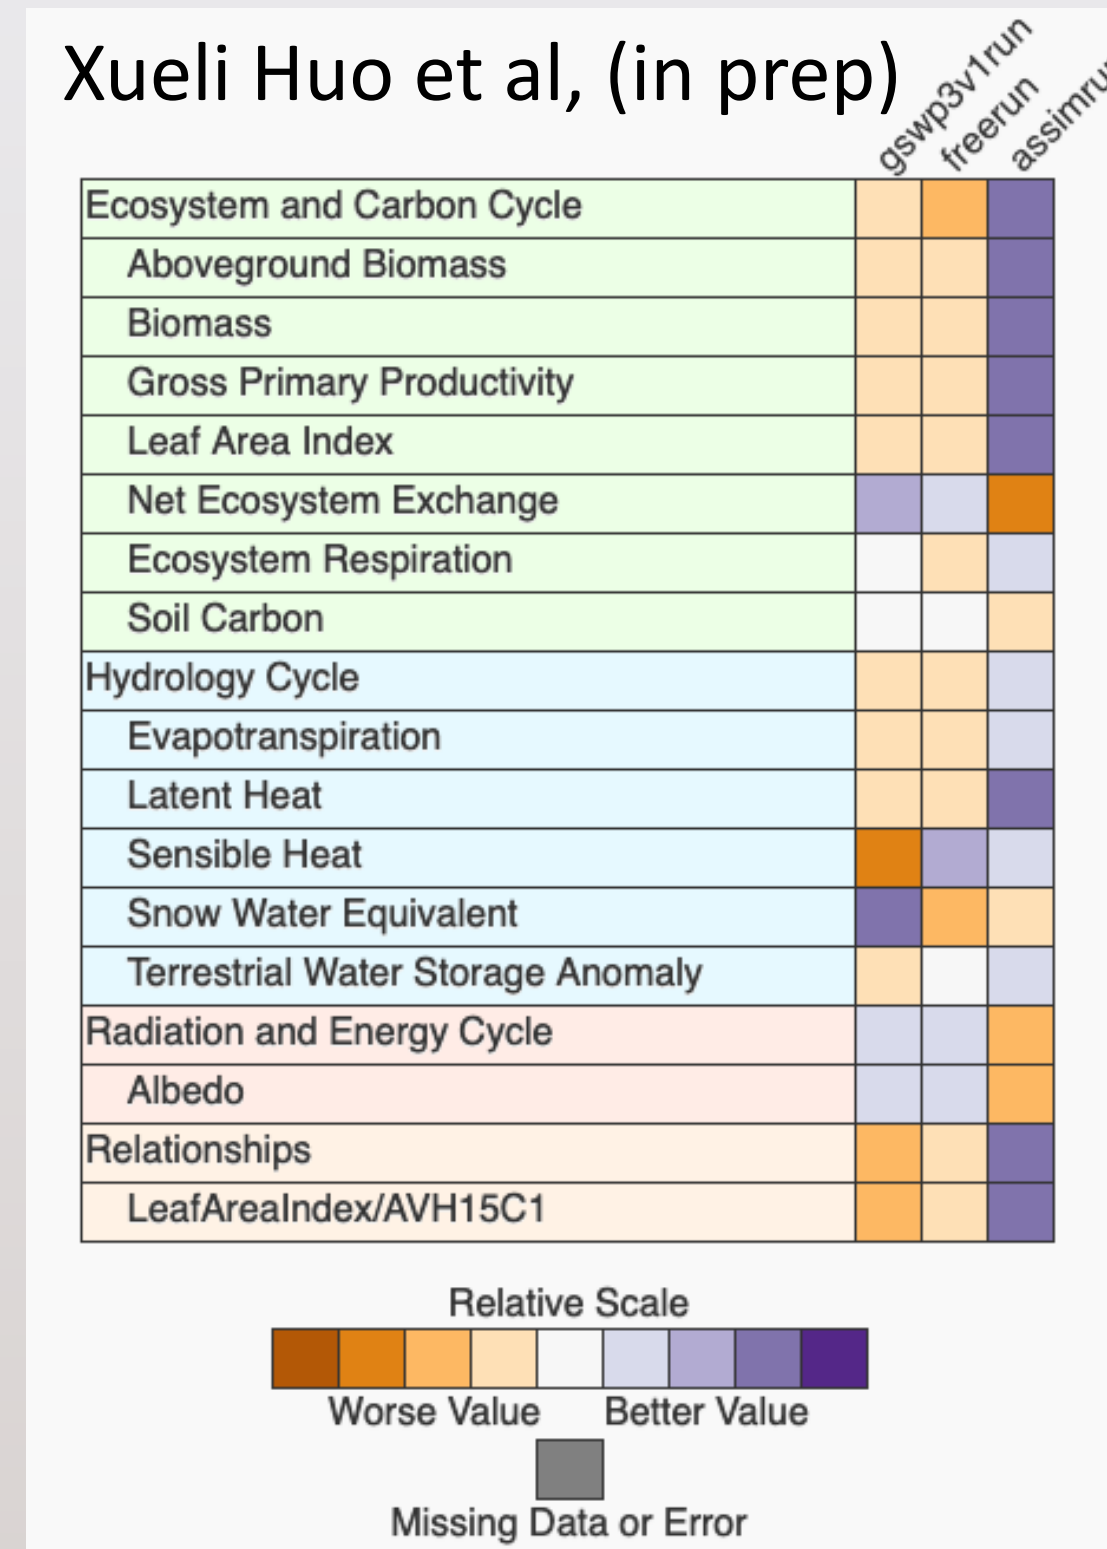 Xueli Huo et al, (in prep)
gswp3v1run
freerun
Ecosystem and Carbon Cycle
Aboveground Biomass
Biomass
Gross Primary Productivity
Leaf Area Index
Net Ecosystem Exchange
Ecosystem Respiration
Soil Carbon
Hydrology Cycle
Evapotranspiration
Latent Heat
Sensible Heat
Snow Water Equivalent
Terrestrial Water Storage Anomaly
Radiation and Energy Cycle
Albedo
Relationships
LeafAreaIndex/AVH15C1
Relative Scale
Worse Value Better Value
Missing Data or Error